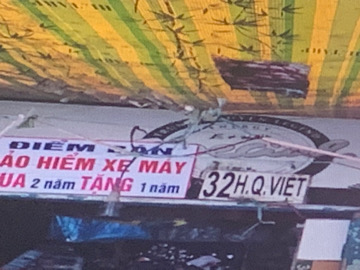 ĐIỂM BÁN
ẢO HIỂM XE MÁY
UA 2 năm TẶNG 1 năm
32 H.Q.VIỆT